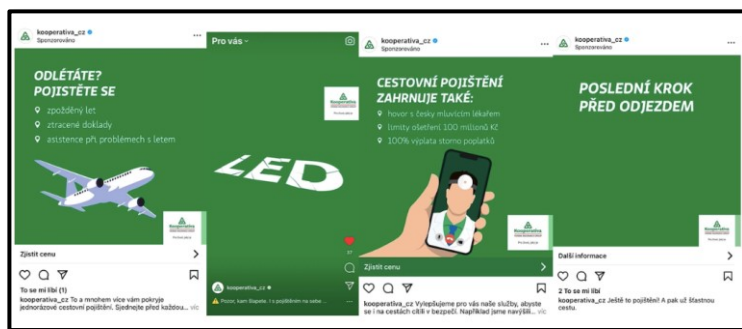 kooperativa_cz
Sponzorováno
ODLÉTÁTE?
POJISTĚTE SE
zpožděný let
ztracené doklady
asistence při problémech s letem
Kooperativa
Zjistit cenu
To se mi líbí (1)
kooperativa_cz To a mnohem více vám pokryje
jednorázové cestovní pojištění. Sjednejte před každou... víc
Pro vás
Kooperativa
LED
kooperativa_cz
Pozor, kam šlapete. I s pojištěním na sebe ...
kooperativa_cz
Sponzorováno
CESTOVNÍ POJIŠTĚNÍ
ZAHRNUJE TAKÉ:
hovor s česky mluvícím lékařem
limity ošetření 100 milionů Kč
100% výplata storno poplatků
Kooperativa
Zjistit cenu
kooperativa_cz Vylepšujeme pro vás naše služby, abyste
se i na cestách cítili v bezpečí. Například jsme navýšili... víc
kooperativa_cz
Sponzorováno
POSLEDNÍ KROK
PŘED ODJEZDEM
Kooperativa
Další informace
2 To se mi líbí
kooperativa_cz Ještě to pojištění! A pak už šťastnou
cestu.